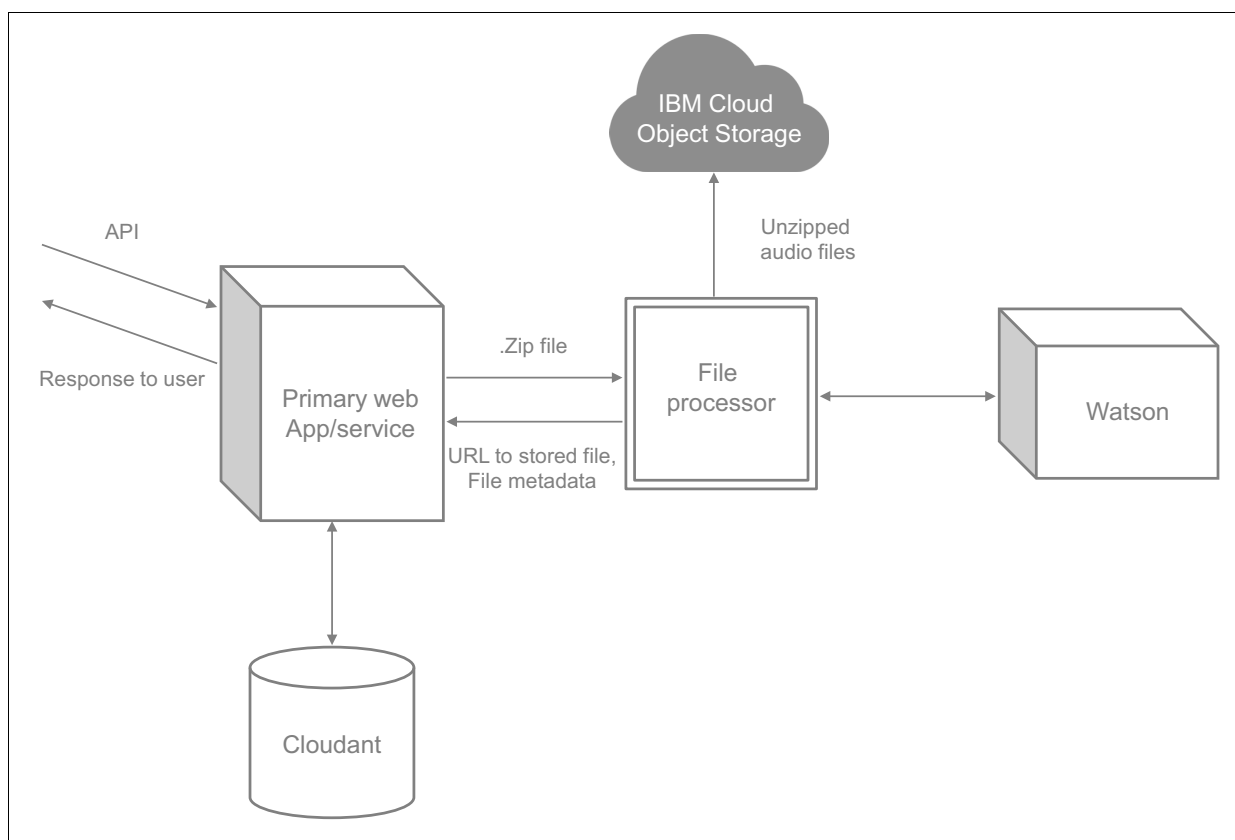 IBM Cloud
Object Storage
API
Unzipped
audio files
Response to user
Primary web
App/service
.Zip file
URL to stored file,
File metadata
File
processor
Watson
Cloudant